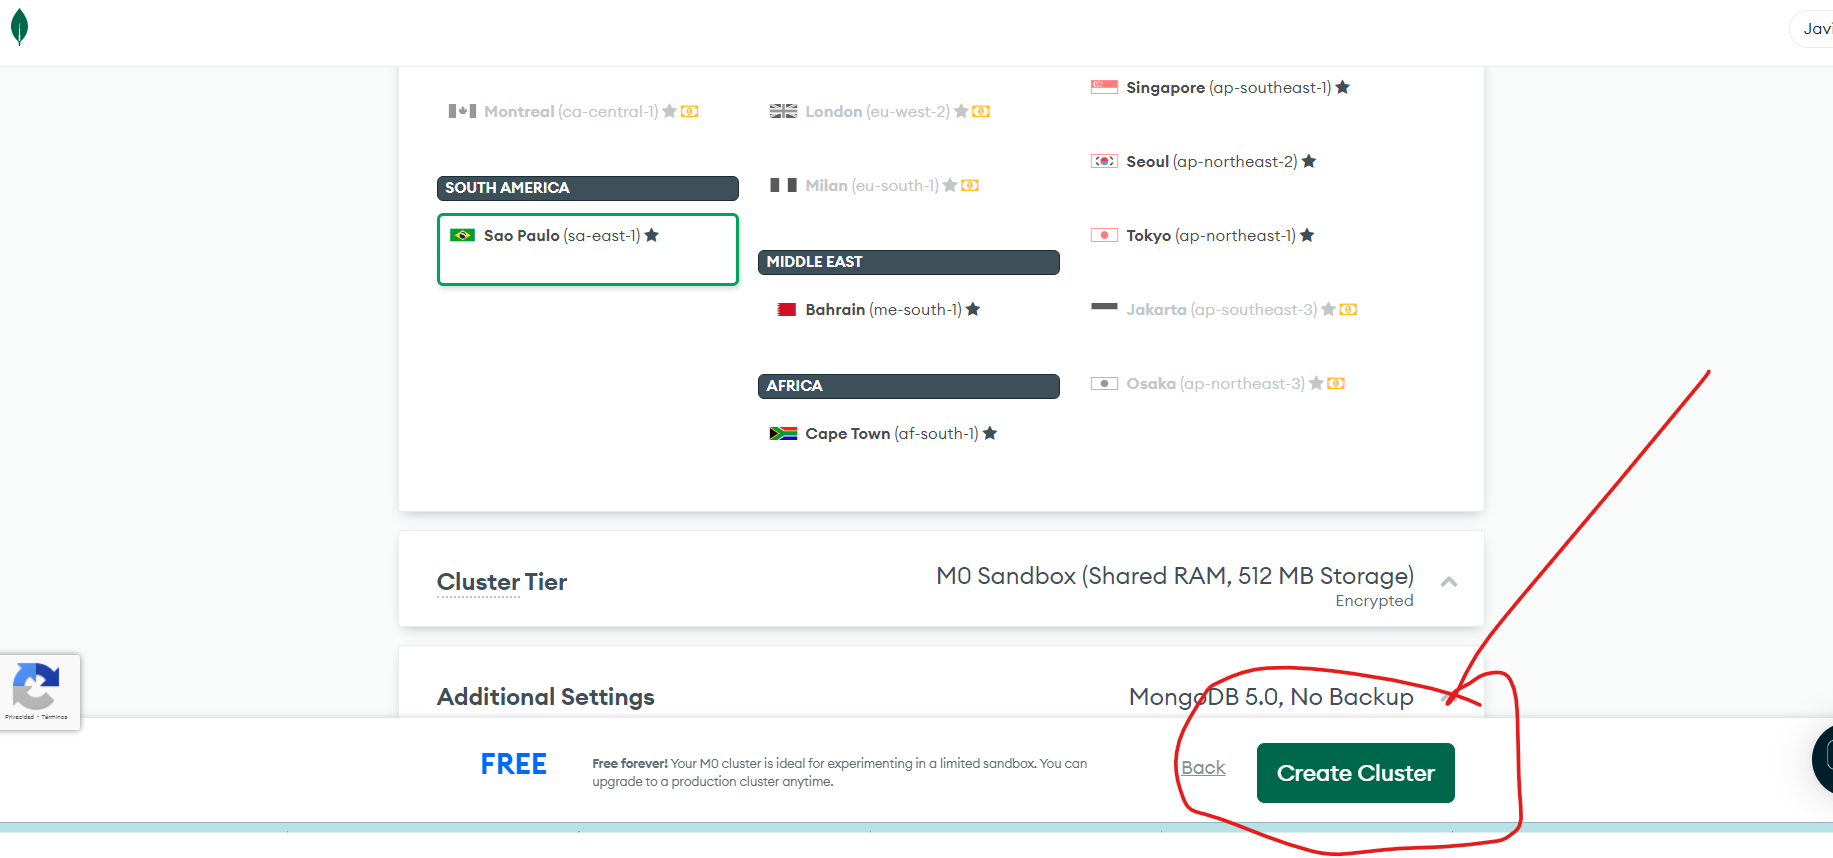 Javi
Montreal (ca-central-1)
SOUTH AMERICA
Sao Paulo (sa-east-1)
London (eu-west-2)
Milan (eu-south-1)
MIDDLE EAST
Bahrain (me-south-1)
AFRICA
Cape Town (af-south-1)
Singapore (ap-southeast-1)
Seoul (ap-northeast-2)
Tokyo (ap-northeast-1)
Jakarta (ap-southeast-3)
Osaka (ap-northeast-3)
Cluster Tier
M0 Sandbox (Shared RAM, 512 MB Storage)
Encrypted
Additional Settings
MongoDB 5.0, No Backup
Privacidad - Términos
FREE
Free forever! Your M0 cluster is ideal for experimenting in a limited sandbox. You can
upgrade to a production cluster anytime.
Back
Create Cluster